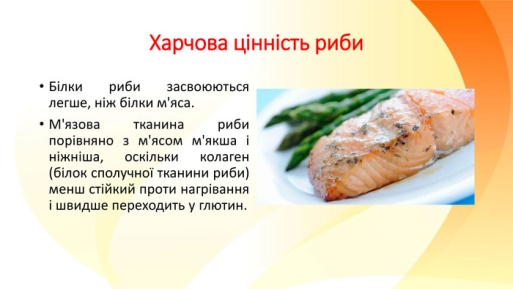 Харчова цінність риби
• Білки риби засвоюються
легше, ніж білки м'яса.
• М'язова тканина риби
порівняно з м'ясом м'якша і
ніжніша, оскільки колаген
(білок сполучної тканини риби)
менш стійкий проти нагрівання
і швидше переходить у глютин.